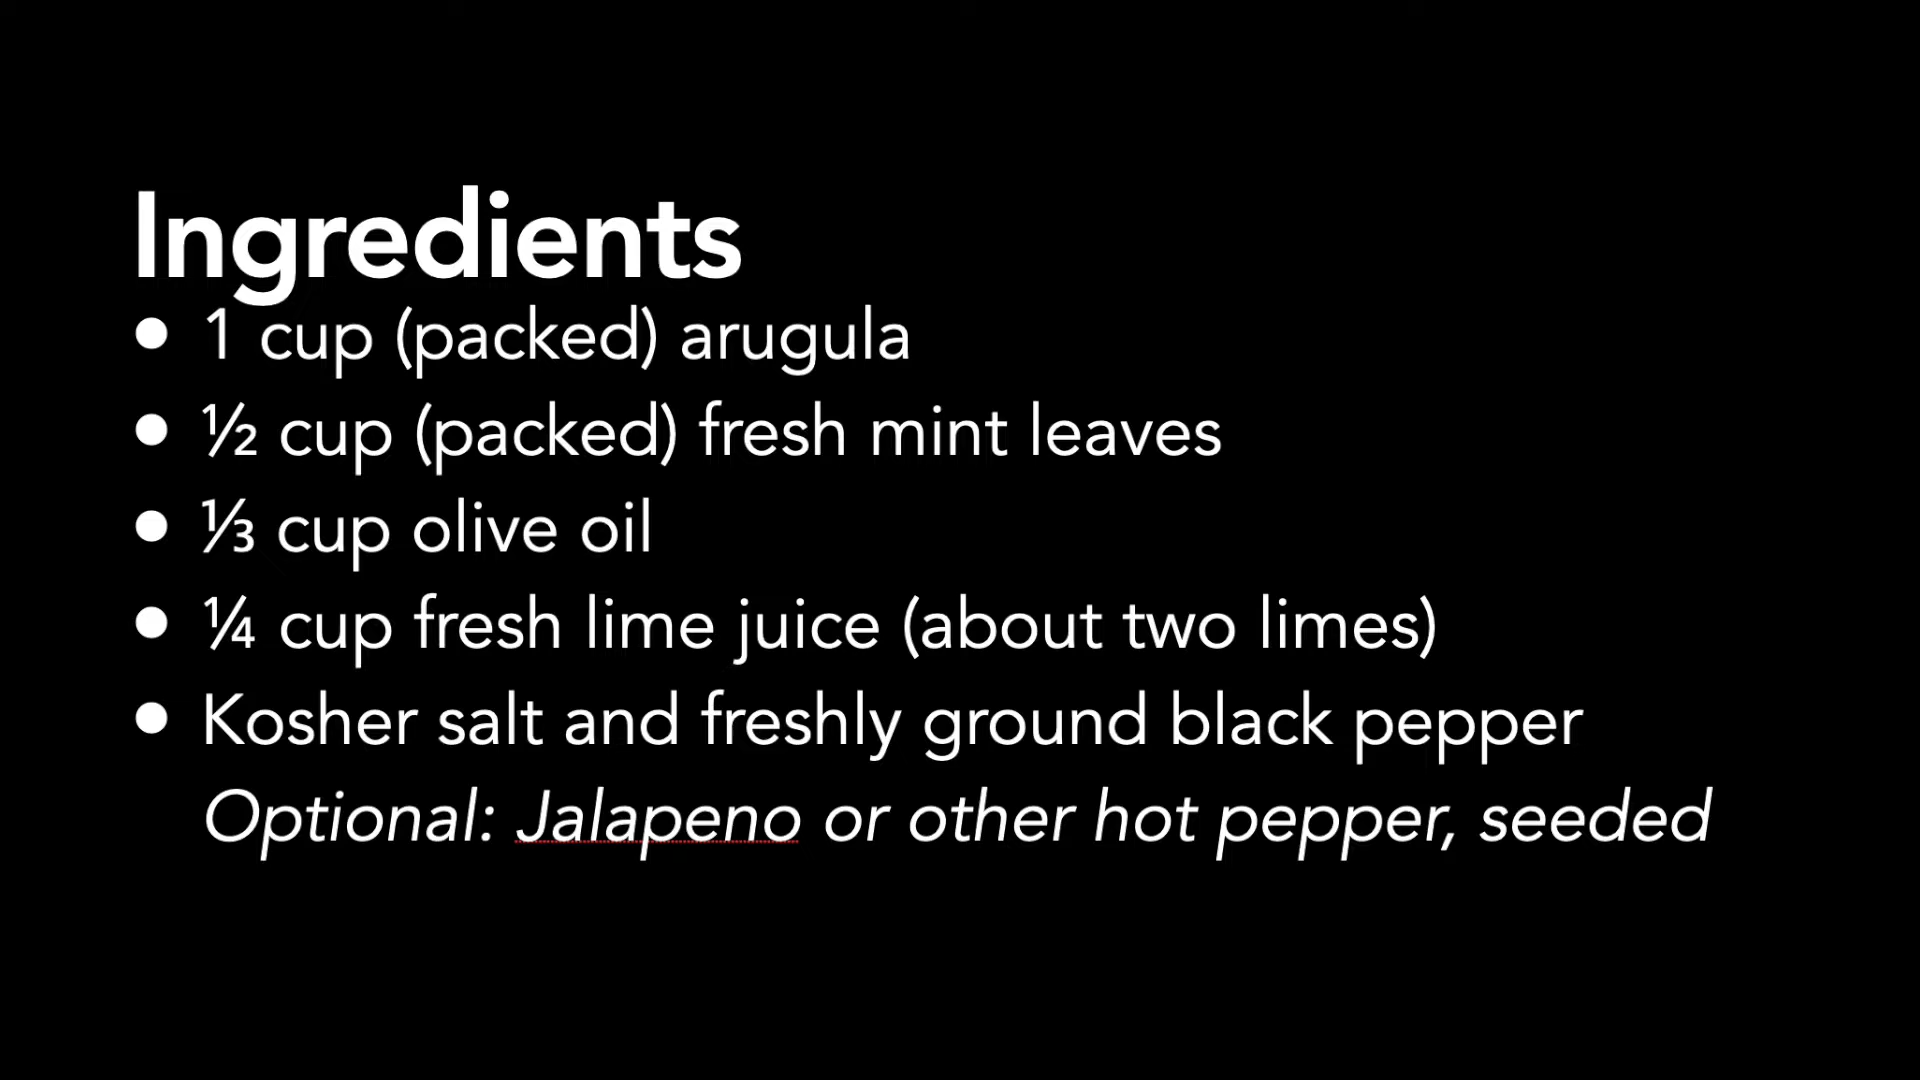 Ingredients
• 1 cup (packed) arugula
• ½ cup (packed) fresh mint leaves
• ⅓ cup olive oil
• ¼ cup fresh lime juice (about two limes)
• Kosher salt and freshly ground black pepper
Optional: Jalapeno or other hot pepper, seeded